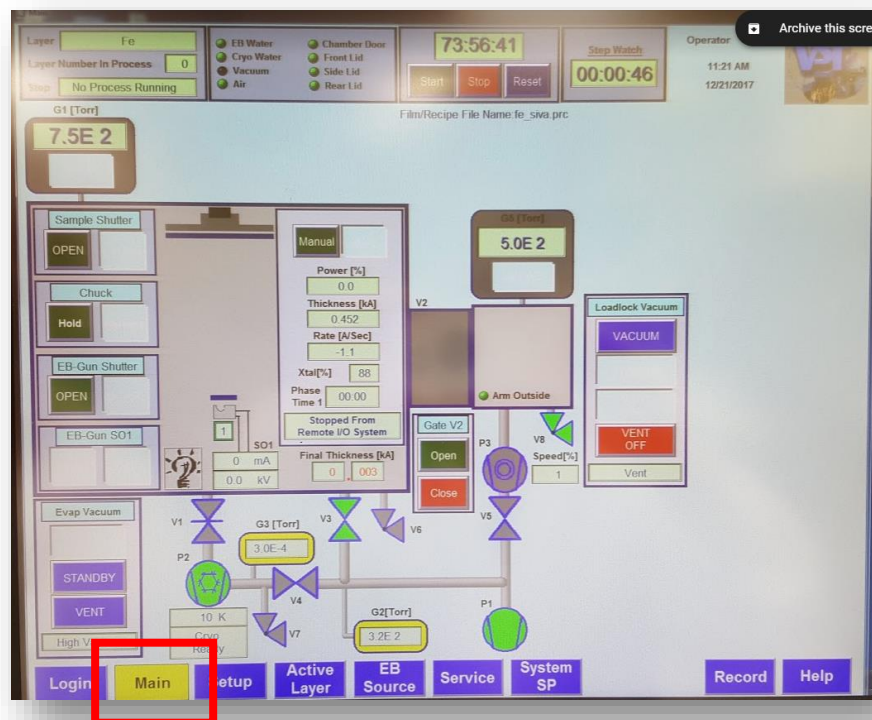 Archive this scre
Layer Fe
Layer Number In Process 0
Step No Process Running
EB Water
Cryo Water
Vacuum
Air
Chamber Door
Front Lid
Side Lid
Rear Lid
73:56:41
Start Stop Reset
Step Watch
00:00:46
Operator
11:21 AM
12/21/2017
Film/Recipe File Name:fe_siva.prc
G1 [Torr]
7.5E 2
Sample Shutter
OPEN
Chuck
Hold
EB-Gun Shutter
OPEN
EB-Gun SO1
1
SO1
0 mA
0.0 kV
Manual
Power [%]
0.0
Thickness [kA]
0.452
Rate [A/Sec]
-1.1
Xtal[%] 88
Phase
Time 1 00:00
Stopped From
Remote I/O System
Final Thickness [kA]
0 . 003
V2
G5 [Torr]
5.0E 2
Arm Outside
Gate V2
Open
Close
P3
V8
Speed[%]
1
Loadlock Vacuum
VACUUM
VENT
OFF
Vent
Evap Vacuum
STANDBY
VENT
V1
P2
10 K
Cryo
Ready
G3 [Torr]
3.0E-4
V3
V6
V5
V4
V7
G2[Torr]
3.2E 2
P1
Login
Main
Setup
Active
Layer
EB
Source
Service
System
SP
Record
Help